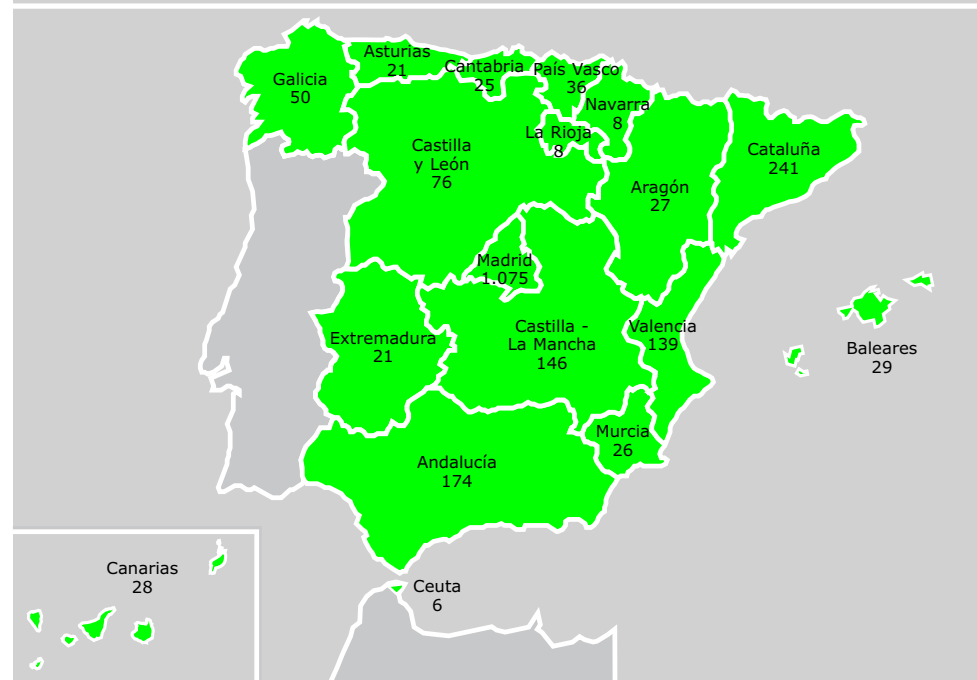 Asturias
21
Cantabria
25
País Vasco
36
Galicia
50
Navarra
8
La Rioja
8
Castilla
y León
76
Cataluña
241
Aragón
27
Madrid
1.075
Castilla -
La Mancha
146
Valencia
139
Extremadura
21
Baleares
29
Murcia
26
Andalucía
174
Canarias
28
Ceuta
6